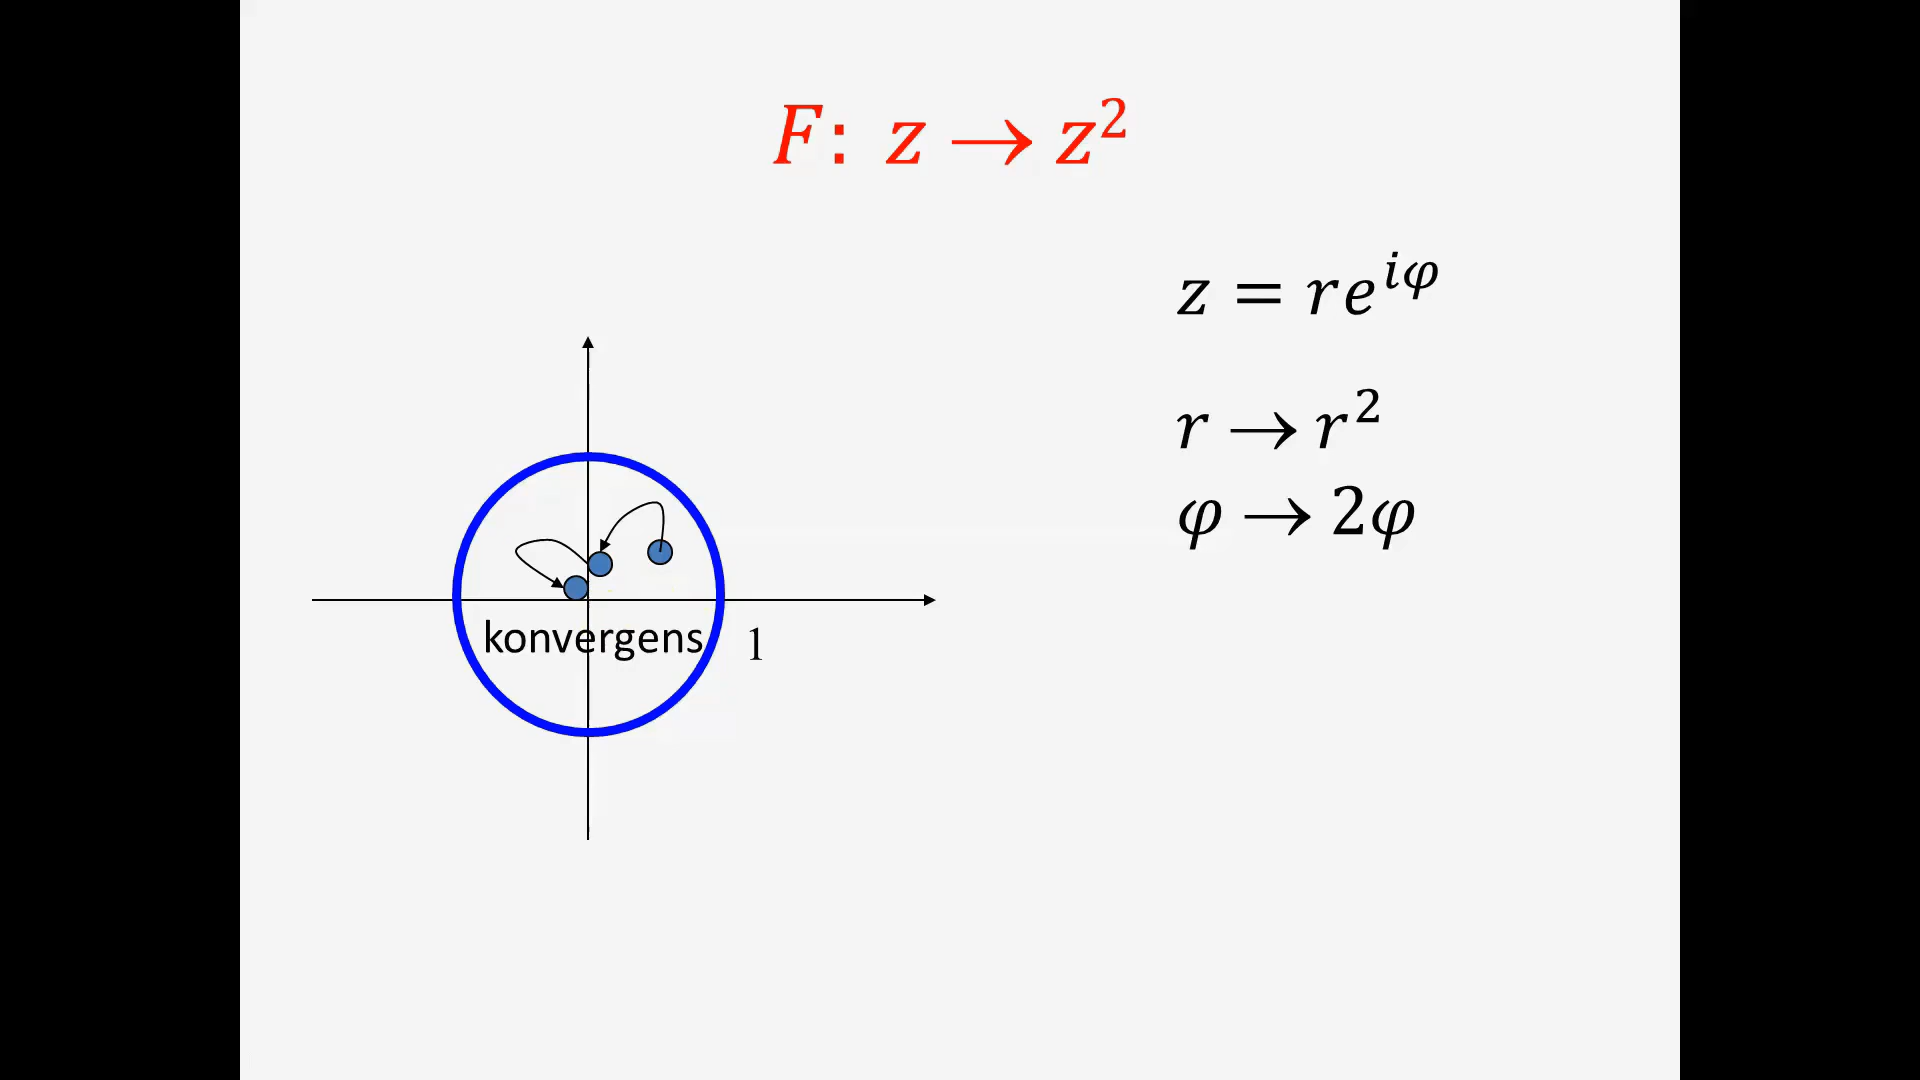 F: z → z²
z = re^{iφ}
r → r²
φ → 2φ
konvergens 1